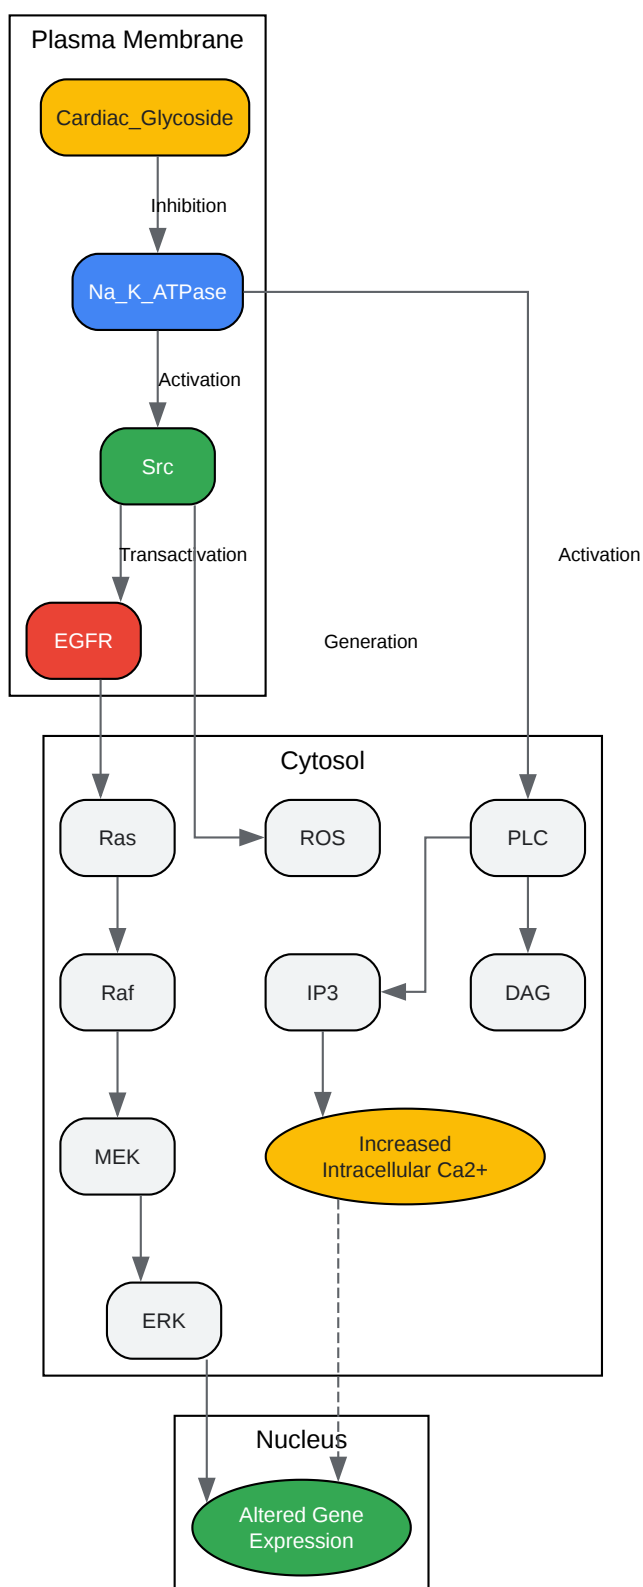 Plasma Membrane
Cardiac_Glycoside
Inhibition
Na_K_ATPase
Activation
Src
Transactivation
Activation
EGFR
Generation
Cytosol
Ras
ROS
PLC
Raf
IP3
DAG
MEK
Increased
Intracellular Ca2+
ERK
Nucleus
Altered Gene
Expression